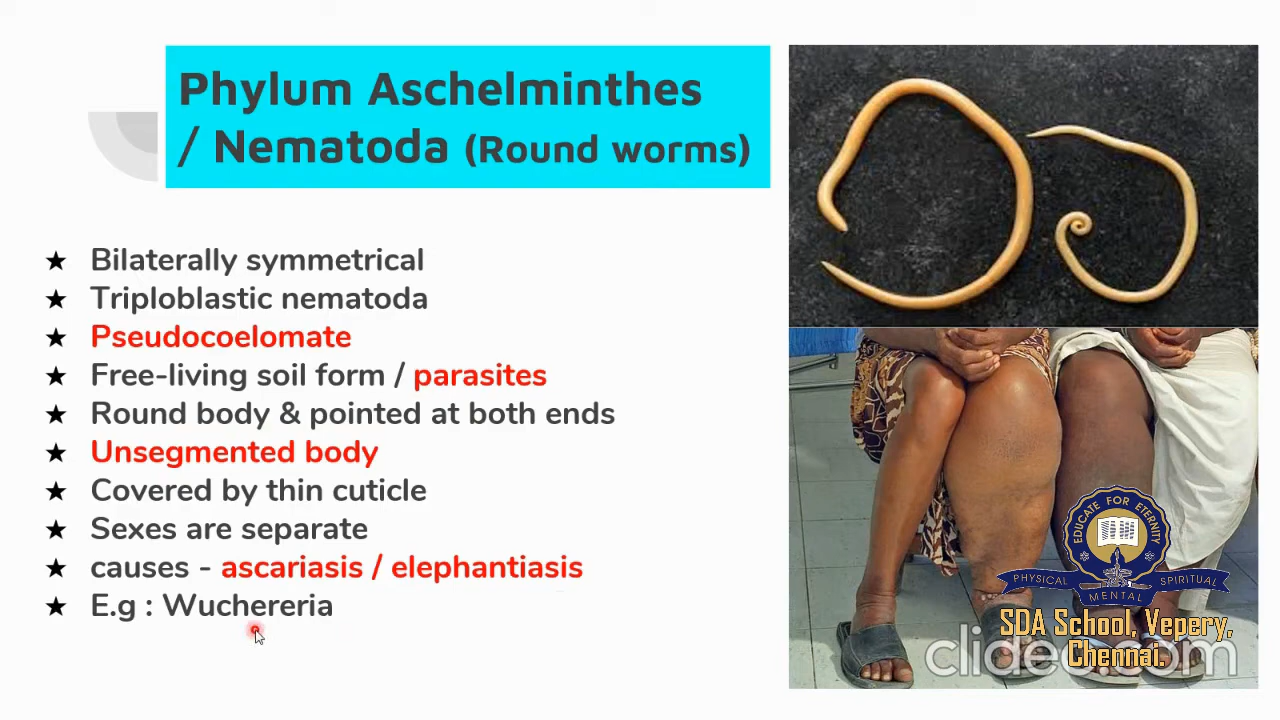 Phylum Aschelminthes
/ Nematoda (Round worms)
★ Bilaterally symmetrical
★ Triploblastic nematoda
★ Pseudocoelomate
★ Free-living soil form / parasites
★ Round body & pointed at both ends
★ Unsegmented body
★ Covered by thin cuticle
★ Sexes are separate
★ causes - ascariasis / elephantiasis
★ E.g : Wuchereria
EDUCATE FOR ETERNITY
PHYSICAL MENTAL SPIRITUAL
SDA School, Vepery,
Chennai.
clideo.com